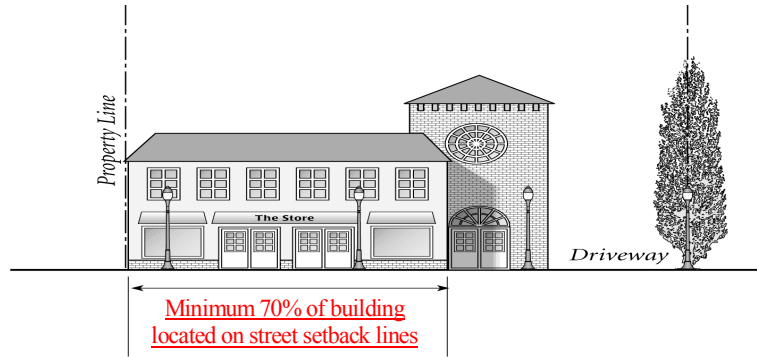 Property Line
The Store
Driveway
Minimum 70% of building
located on street setback lines